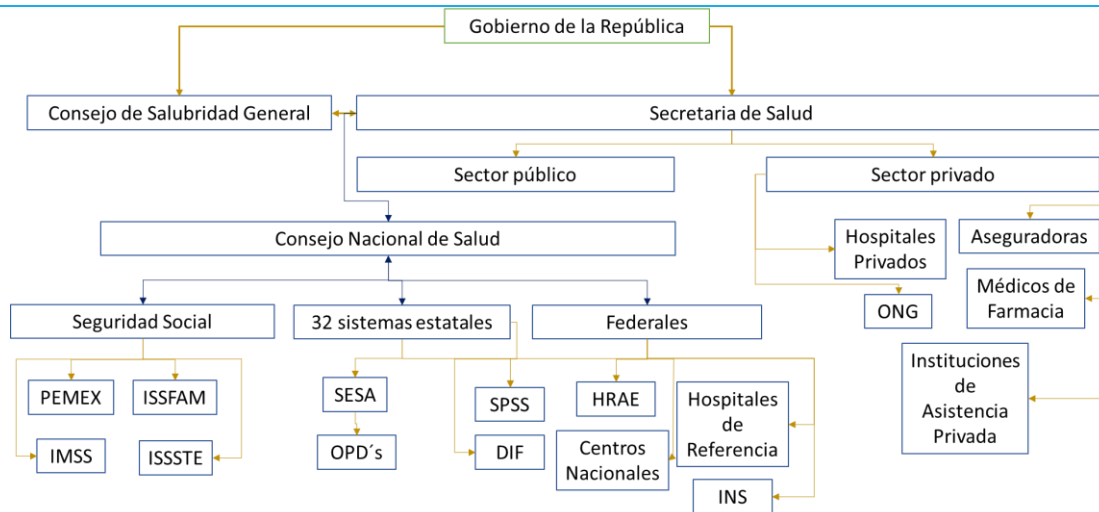 Gobierno de la República
Consejo de Salubridad General
Secretaria de Salud
Sector público
Sector privado
Consejo Nacional de Salud
Hospitales
Privados
Aseguradoras
ONG
Médicos de
Farmacia
Instituciones
de
Asistencia
Privada
Seguridad Social
32 sistemas estatales
Federales
PEMEX
ISSFAM
IMSS
ISSSTE
SESA
OPD´s
SPSS
DIF
HRAE
Centros
Nacionales
Hospitales
de
Referencia
INS